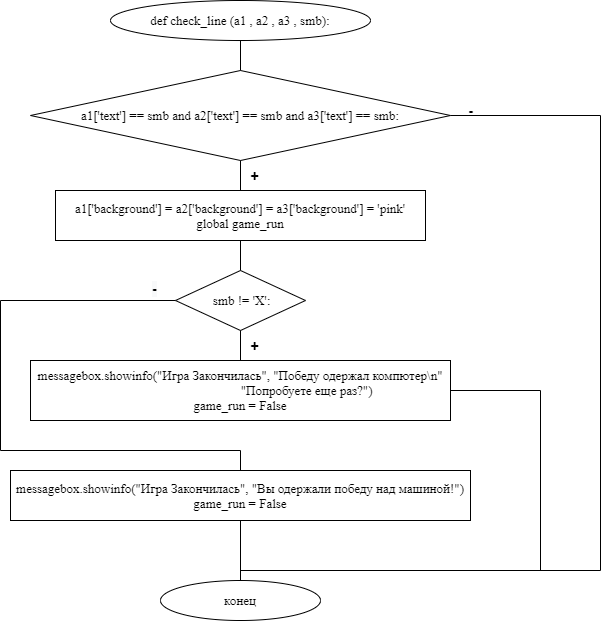 def check_line (a1 , a2 , a3 , smb):
a1['text'] == smb and a2['text'] == smb and a3['text'] == smb:
-
+
a1['background'] = a2['background'] = a3['background'] = 'pink'
global game_run
-
smb != 'X':
+
messagebox.showinfo("Игра Закончилась", "Победу одержал компютер\n"
"Попробуете еще раз?")
game_run = False
messagebox.showinfo("Игра Закончилась", "Вы одержали победу над машиной!")
game_run = False
конец